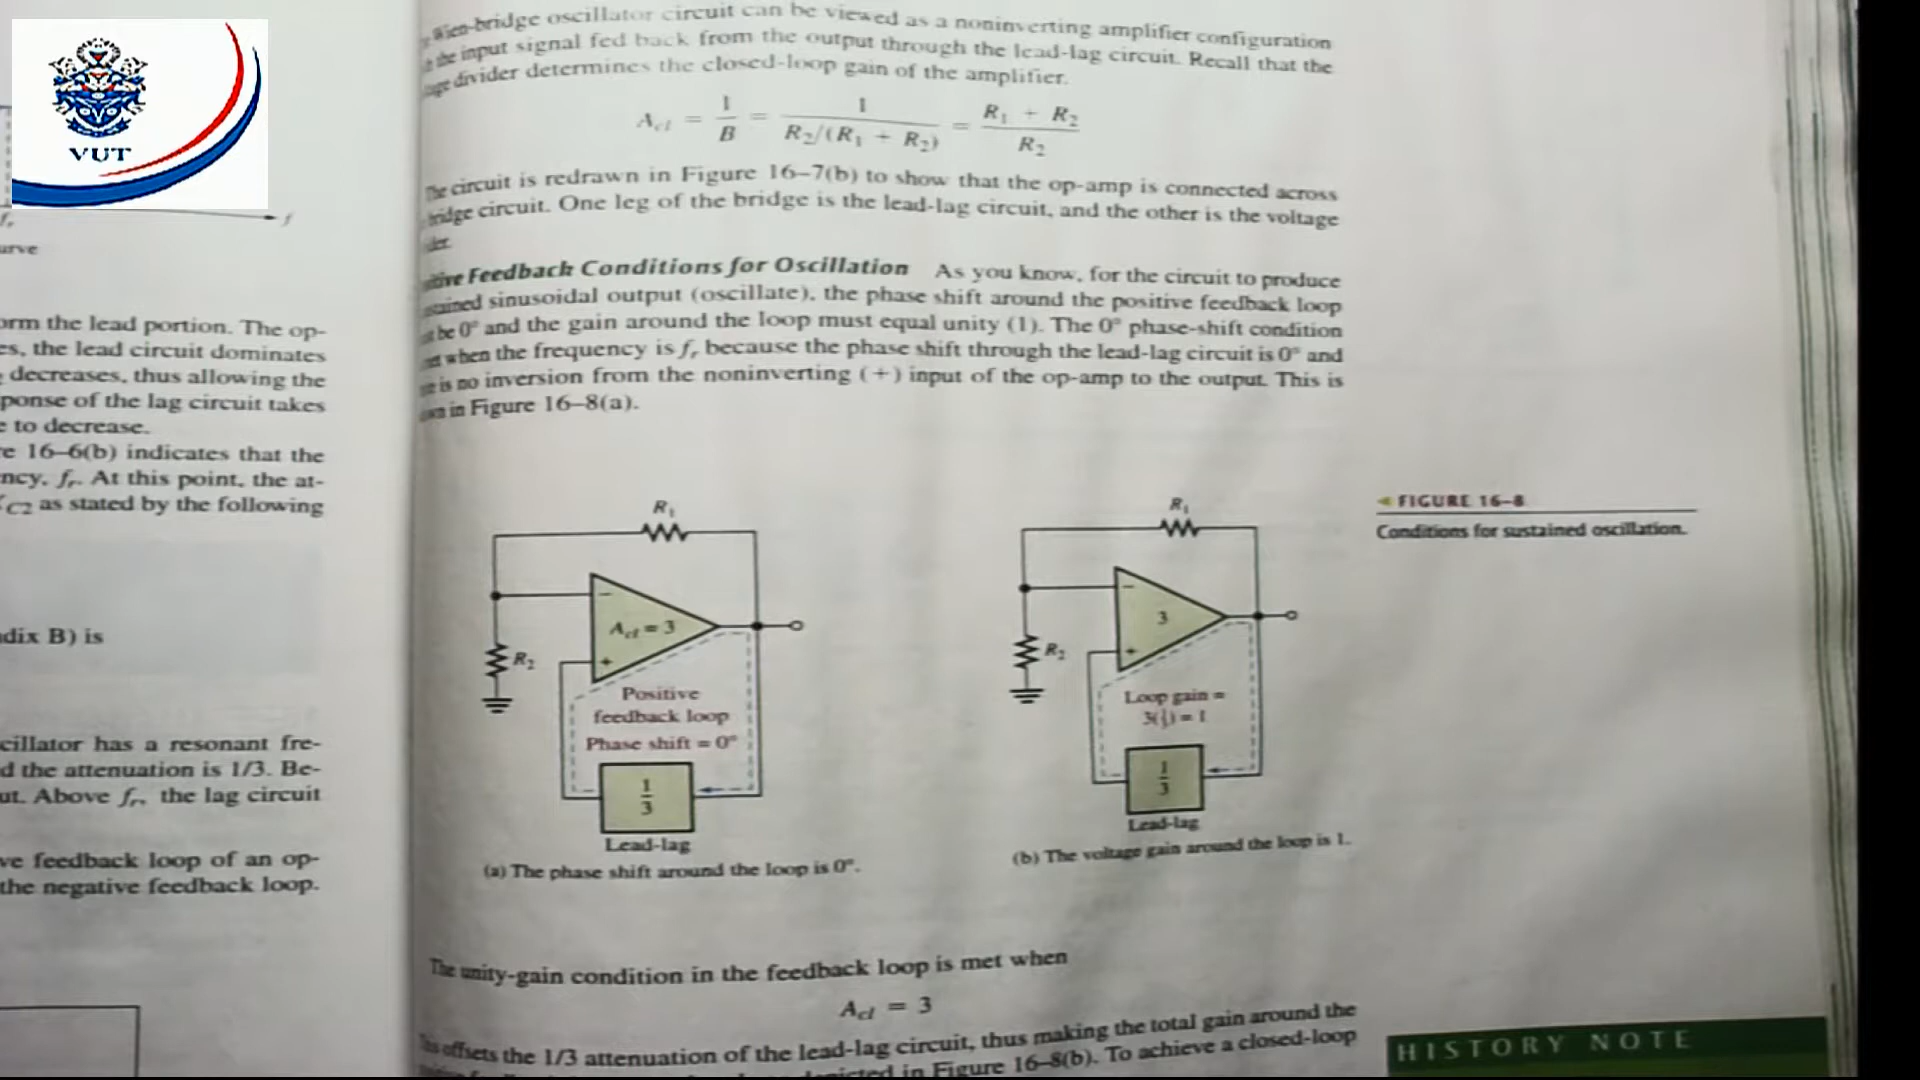 VUT
f
urve
orm the lead portion. The op-
es, the lead circuit dominates
decreases, thus allowing the
ponse of the lag circuit takes
e to decrease.
re 16–6(b) indicates that the
ncy, fr. At this point, the at-
C2 as stated by the following
dix B) is
cillator has a resonant fre-
d the attenuation is 1/3. Be-
ut. Above fr, the lag circuit
ve feedback loop of an op-
the negative feedback loop.
Wien-bridge oscillator circuit can be viewed as a noninverting amplifier configuration
the input signal fed back from the output through the lead-lag circuit. Recall that the
age divider determines the closed-loop gain of the amplifier.
Acl = 1/B = 1/(R2/(R1 + R2)) = (R1 + R2)/R2
The circuit is redrawn in Figure 16–7(b) to show that the op-amp is connected across
bridge circuit. One leg of the bridge is the lead-lag circuit, and the other is the voltage
der.
itive Feedback Conditions for Oscillation As you know, for the circuit to produce
tained sinusoidal output (oscillate), the phase shift around the positive feedback loop
be 0° and the gain around the loop must equal unity (1). The 0° phase-shift condition
when the frequency is fr because the phase shift through the lead-lag circuit is 0° and
is no inversion from the noninverting (+) input of the op-amp to the output. This is
in Figure 16–8(a).
R1
Acl = 3
−
+
R2
Positive
feedback loop
Phase shift = 0°
1/3
Lead-lag
(a) The phase shift around the loop is 0°.
R1
3
−
+
R2
Loop gain =
3(1/3) = 1
1/3
Lead-lag
(b) The voltage gain around the loop is 1.
◄ FIGURE 16–8
Conditions for sustained oscillation.
The unity-gain condition in the feedback loop is met when
Acl = 3
This offsets the 1/3 attenuation of the lead-lag circuit, thus making the total gain around the
in Figure 16–8(b). To achieve a closed-loop
HISTORY NOTE